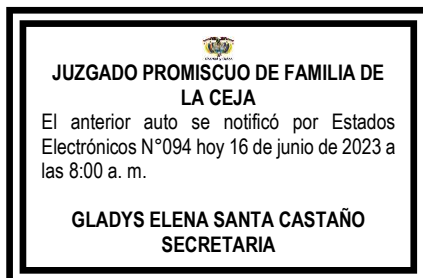 JUZGADO PROMISCUO DE FAMILIA DE
LA CEJA
El anterior auto se notificó por Estados
Electrónicos N°094 hoy 16 de junio de 2023 a
las 8:00 a. m.
GLADYS ELENA SANTA CASTAÑO
SECRETARIA